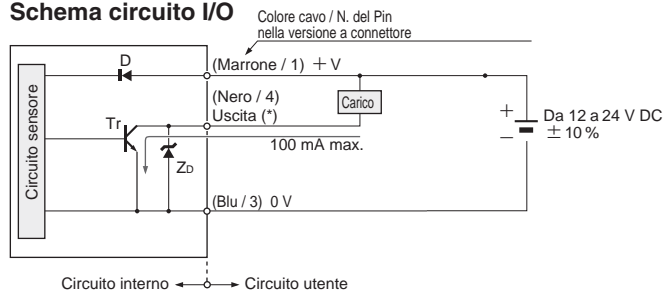 Schema circuito I/O
Colore cavo / N. del Pin
nella versione a connettore
D
(Marrone / 1) + V
(Nero / 4)
Uscita (*)
Carico
Tr
+
Da 12 a 24 V DC
−
± 10 %
100 mA max.
ZD
Circuito sensore
(Blu / 3) 0 V
Circuito interno
Circuito utente